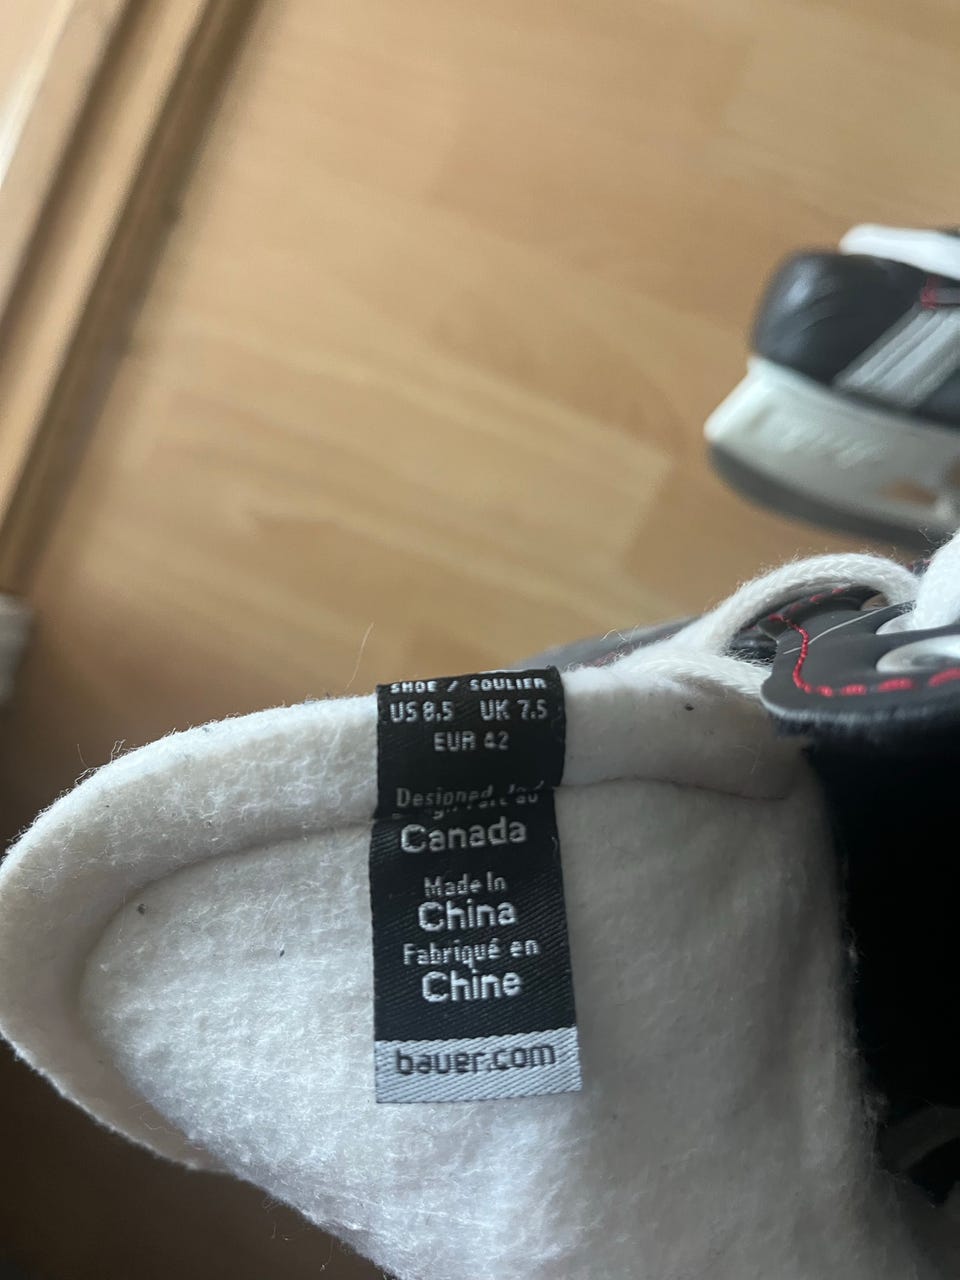 SHOE / SOULIER
US 8.5 UK 7.5
EUR 42
Designed
Canada
Made In
China
Fabriqué en
Chine
bauer.com